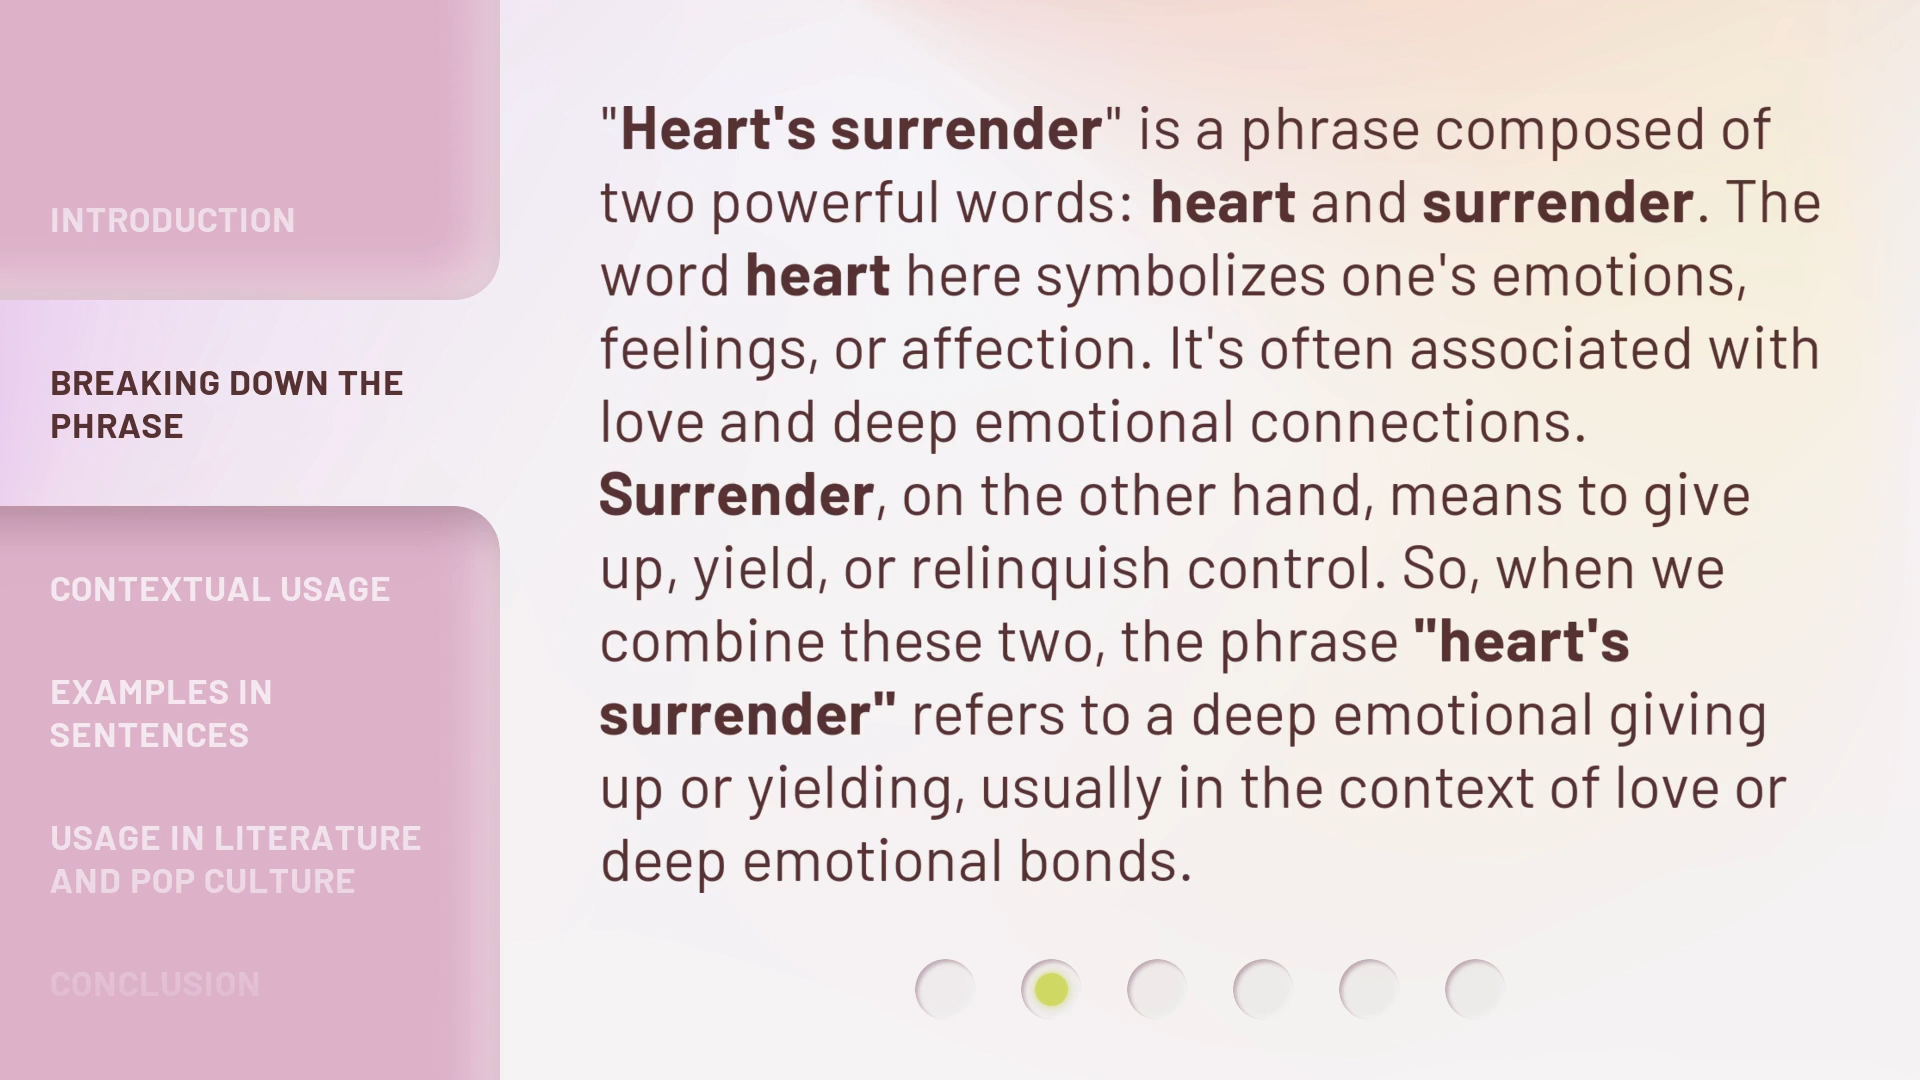 INTRODUCTION
BREAKING DOWN THE
PHRASE
CONTEXTUAL USAGE
EXAMPLES IN
SENTENCES
USAGE IN LITERATURE
AND POP CULTURE
CONCLUSION
"Heart's surrender" is a phrase composed of
two powerful words: heart and surrender. The
word heart here symbolizes one's emotions,
feelings, or affection. It's often associated with
love and deep emotional connections.
Surrender, on the other hand, means to give
up, yield, or relinquish control. So, when we
combine these two, the phrase "heart's
surrender" refers to a deep emotional giving
up or yielding, usually in the context of love or
deep emotional bonds.